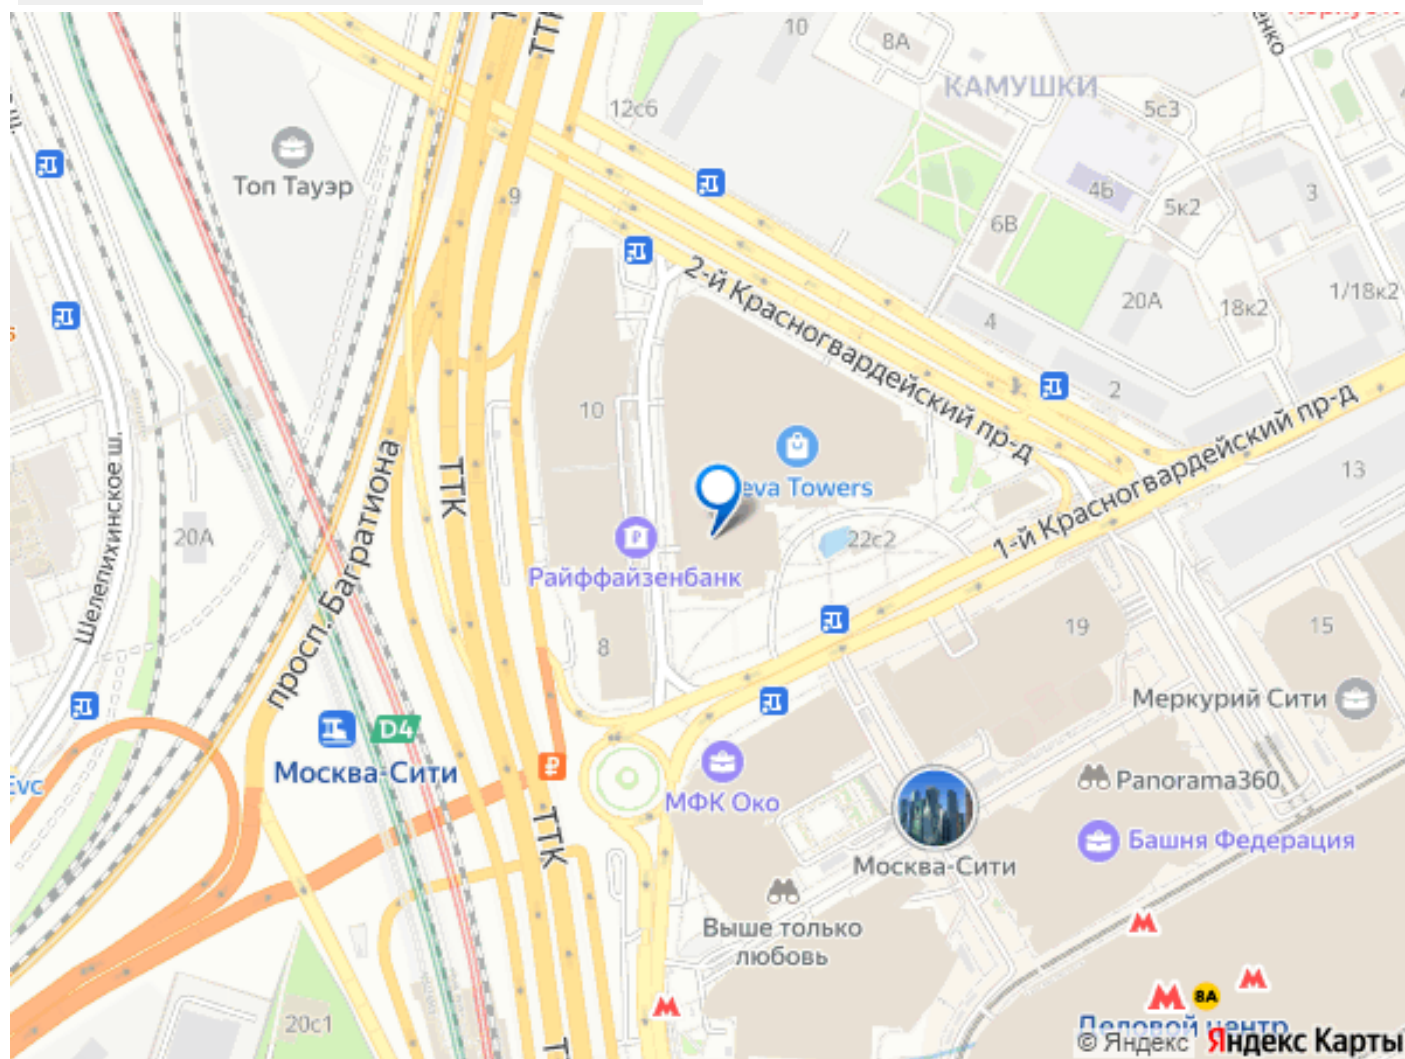 ТТК
10
8А
КАМУШКИ
12с6
5с3
Топ Тауэр
9
4Б
3
5к2
6В
2-й Красногвардейский пр-д
20А
1/18к2
18к2
4
2
10
1-й Красногвардейский пр-д
Шелепихинское ш.
просп. Багратиона
ТТК
eva Towers
13
20А
22с2
Райффайзенбанк
8
19
15
Меркурий Сити
D4
Москва-Сити
МФК Око
Panorama360
Башня Федерация
Москва-Сити
ТТК
Выше только
любовь
8А
20с1
Деловой центр
© Яндекс Яндекс Карты